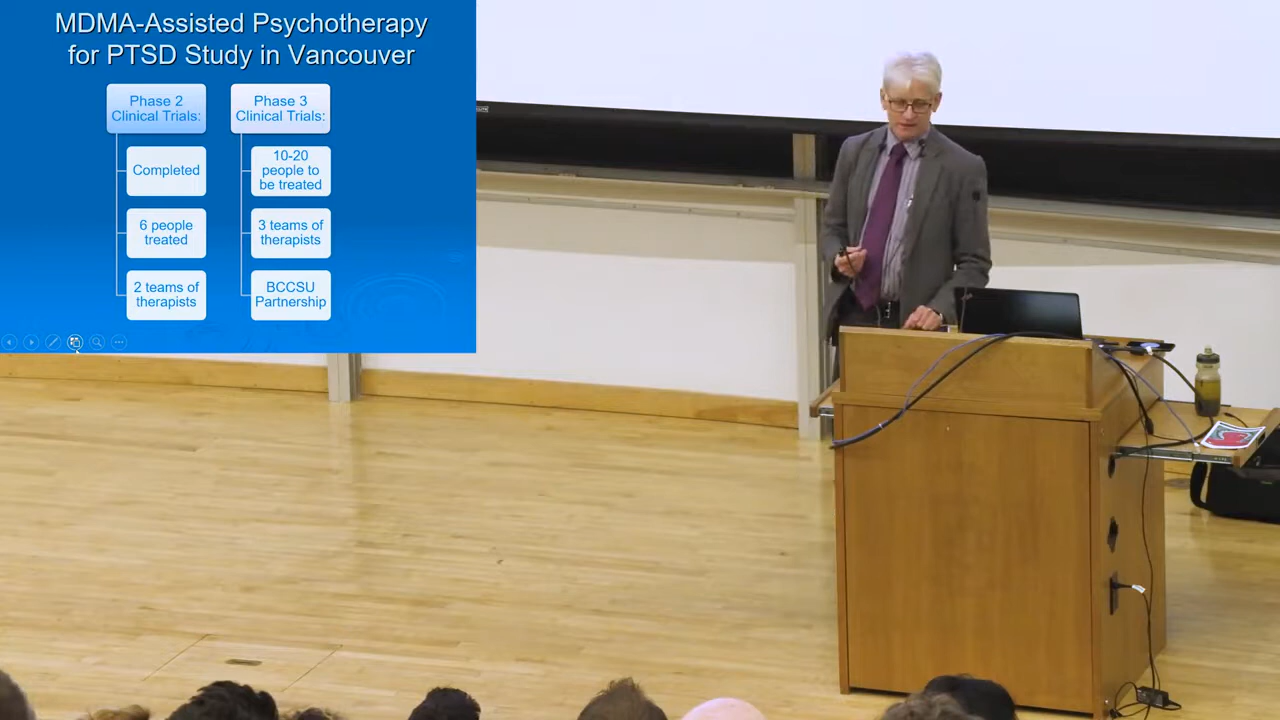 MDMA-Assisted Psychotherapy
for PTSD Study in Vancouver
Phase 2
Clinical Trials:
Completed
6 people
treated
2 teams of
therapists
Phase 3
Clinical Trials:
10-20
people to
be treated
3 teams of
therapists
BCCSU
Partnership